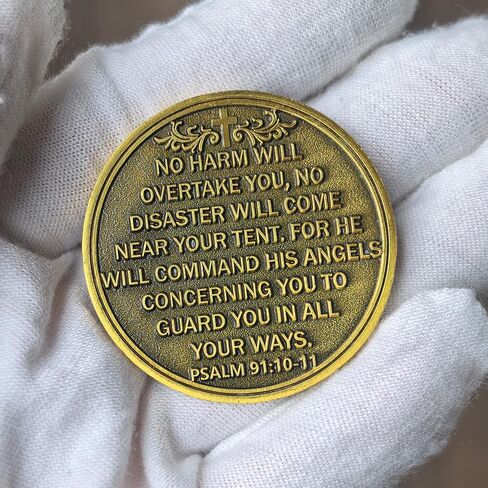 NO HARM WILL
OVERTAKE YOU, NO
DISASTER WILL COME
NEAR YOUR TENT. FOR HE
WILL COMMAND HIS ANGELS
CONCERNING YOU TO
GUARD YOU IN ALL
YOUR WAYS.
PSALM 91:10-11